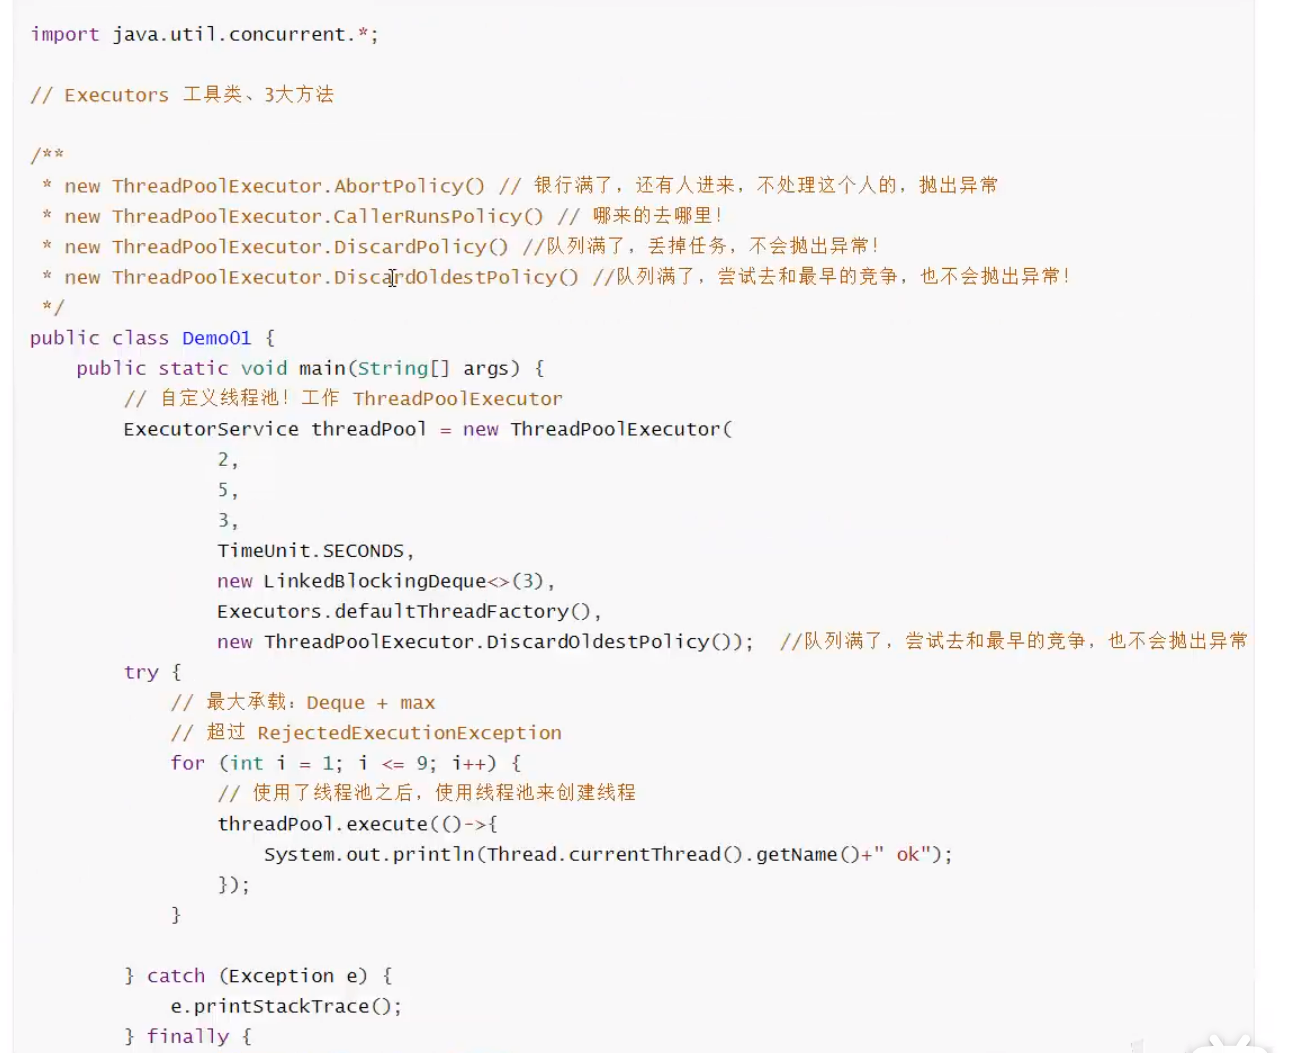 import java.util.concurrent.*;
// Executors 工具类、3大方法
/**
 * new ThreadPoolExecutor.AbortPolicy() // 银行满了，还有人进来，不处理这个人的，抛出异常
 * new ThreadPoolExecutor.CallerRunsPolicy() // 哪来的去哪里！
 * new ThreadPoolExecutor.DiscardPolicy() //队列满了，丢掉任务，不会抛出异常！
 * new ThreadPoolExecutor.DiscardOldestPolicy() //队列满了，尝试去和最早的竞争，也不会抛出异常！
 */
public class Demo01 {
    public static void main(String[] args) {
        // 自定义线程池！工作 ThreadPoolExecutor
        ExecutorService threadPool = new ThreadPoolExecutor(
                2,
                5,
                3,
                TimeUnit.SECONDS,
                new LinkedBlockingDeque<>(3),
                Executors.defaultThreadFactory(),
                new ThreadPoolExecutor.DiscardOldestPolicy());  //队列满了，尝试去和最早的竞争，也不会抛出异常
        try {
            // 最大承载：Deque + max
            // 超过 RejectedExecutionException
            for (int i = 1; i <= 9; i++) {
                // 使用了线程池之后，使用线程池来创建线程
                threadPool.execute(()->{
                    System.out.println(Thread.currentThread().getName()+" ok");
                });
            }
        } catch (Exception e) {
            e.printStackTrace();
        } finally {